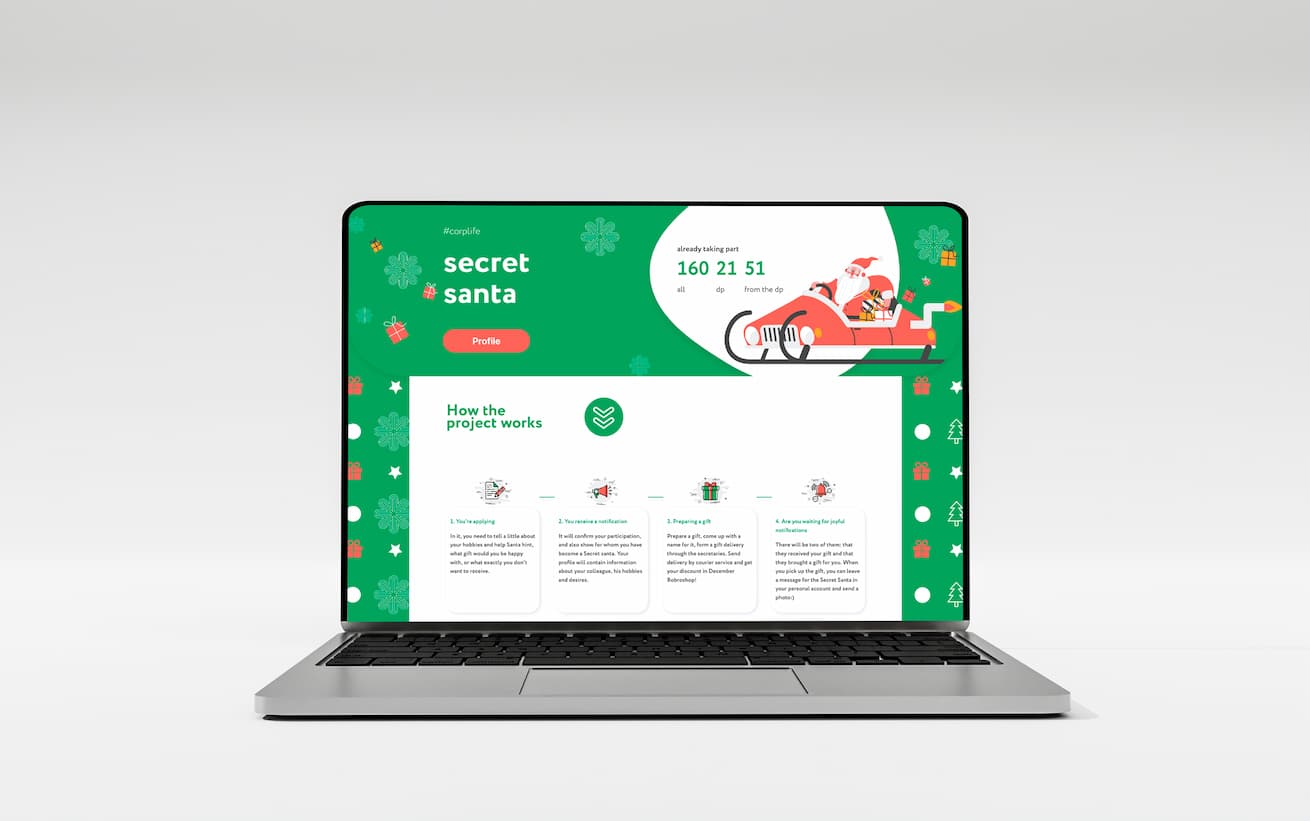 #corplife
secret
santa
Profile
already taking part
160 21 51
all dp from the dp
How the
project works
1. You're applying
In it, you need to tell a little about
your hobbies and help Santa hint,
what gift would you be happy
with, or what exactly you don't
want to receive.
2. You receive a notification
It will confirm your participation,
and also show for whom you have
become a Secret santa. Your
profile will contain information
about your colleague, his hobbies
and desires.
3. Preparing a gift
Prepare a gift, come up with a
name for it, form a gift delivery
through the secretaries. Send
delivery by courier service and get
your discount in December
Bobroshop!
4. Are you waiting for joyful
notifications
There will be two of them: that
they received your gift and that
they brought a gift for you. When
you pick up the gift, you can leave
a message for the Secret Santa in
your personal account and send a
photo:)